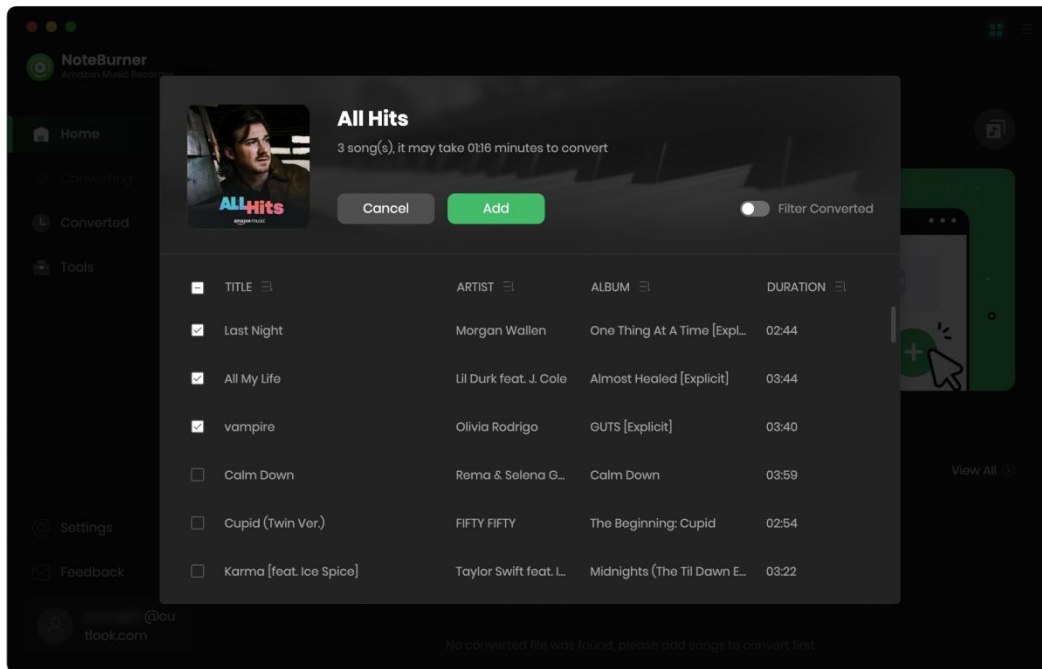 NoteBurner
Amazon Music Recorder
Home
Converting
Converted
Tools
Settings
Feedback
@ou
tlook.com
All Hits
3 song(s), it may take 01:16 minutes to convert
ALL Hits
amazon music
Cancel
Add
Filter Converted
TITLE ARTIST ALBUM DURATION
Last Night Morgan Wallen One Thing At A Time [Expl... 02:44
All My Life Lil Durk feat. J. Cole Almost Healed [Explicit] 03:44
vampire Olivia Rodrigo GUTS [Explicit] 03:40
Calm Down Rema & Selena G... Calm Down 03:59
Cupid (Twin Ver.) FIFTY FIFTY The Beginning: Cupid 02:54
Karma [feat. Ice Spice] Taylor Swift feat. I... Midnights (The Til Dawn E... 03:22
View All
No converted file was found, please add songs to convert first